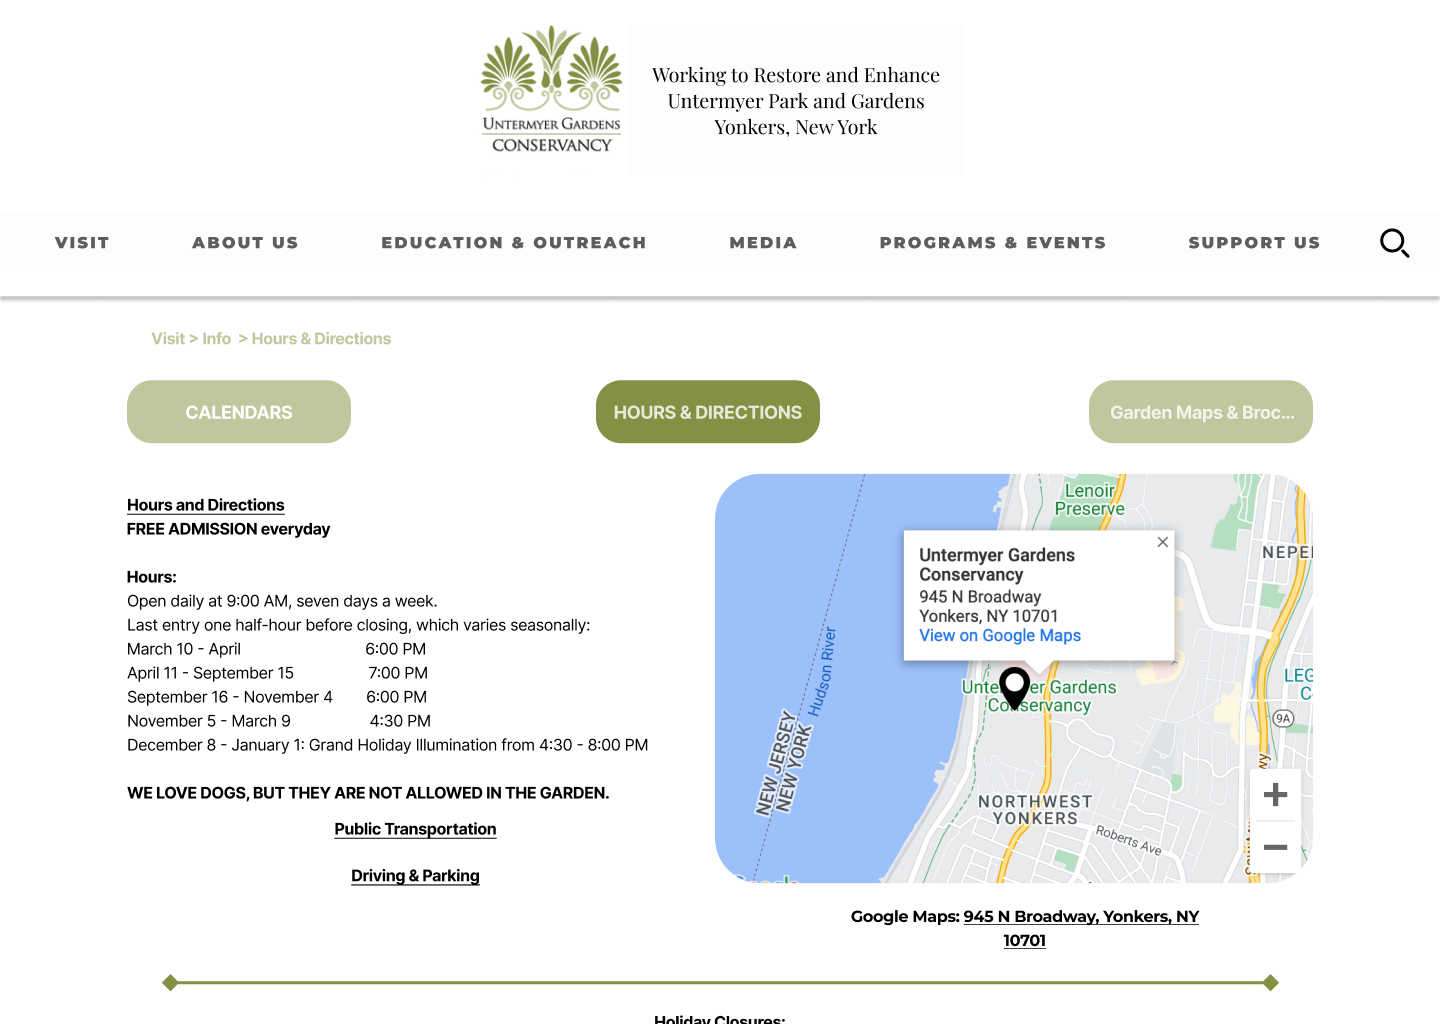 UNTERMYER GARDENS
CONSERVANCY
Working to Restore and Enhance
Untermyer Park and Gardens
Yonkers, New York
VISIT
ABOUT US
EDUCATION & OUTREACH
MEDIA
PROGRAMS & EVENTS
SUPPORT US
Visit > Info > Hours & Directions
CALENDARS
HOURS & DIRECTIONS
Garden Maps & Broc...
Hours and Directions
FREE ADMISSION everyday
Hours:
Open daily at 9:00 AM, seven days a week.
Last entry one half-hour before closing, which varies seasonally:
March 10 - April 6:00 PM
April 11 - September 15 7:00 PM
September 16 - November 4 6:00 PM
November 5 - March 9 4:30 PM
December 8 - January 1: Grand Holiday Illumination from 4:30 - 8:00 PM
WE LOVE DOGS, BUT THEY ARE NOT ALLOWED IN THE GARDEN.
Public Transportation
Driving & Parking
Lenoir
Preserve
NEPE
Untermyer Gardens
Conservancy
945 N Broadway
Yonkers, NY 10701
View on Google Maps
Hudson River
Gardens
NEW JERSEY
NEW YORK
LEG
C
9A
NORTHWEST
YONKERS
Roberts Ave
Google Maps: 945 N Broadway, Yonkers, NY
10701
Holiday Closures: